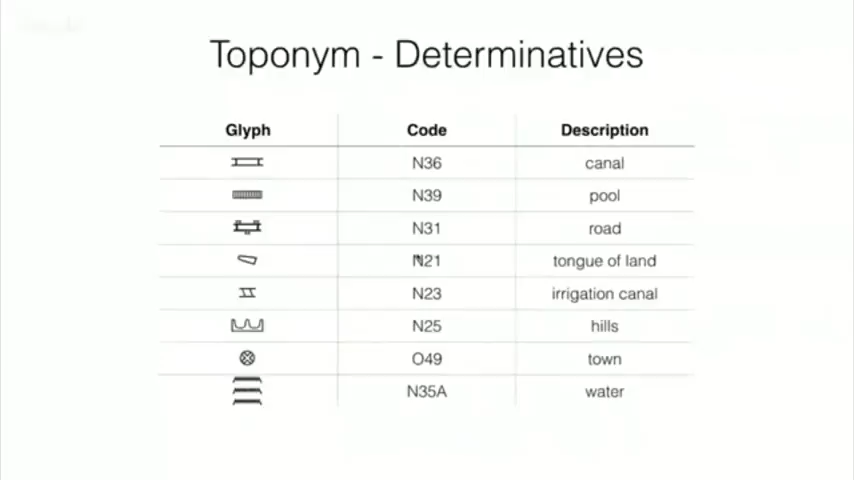 Toponym - Determinatives
Glyph Code Description
N36 canal
N39 pool
N31 road
N21 tongue of land
N23 irrigation canal
N25 hills
O49 town
N35A water